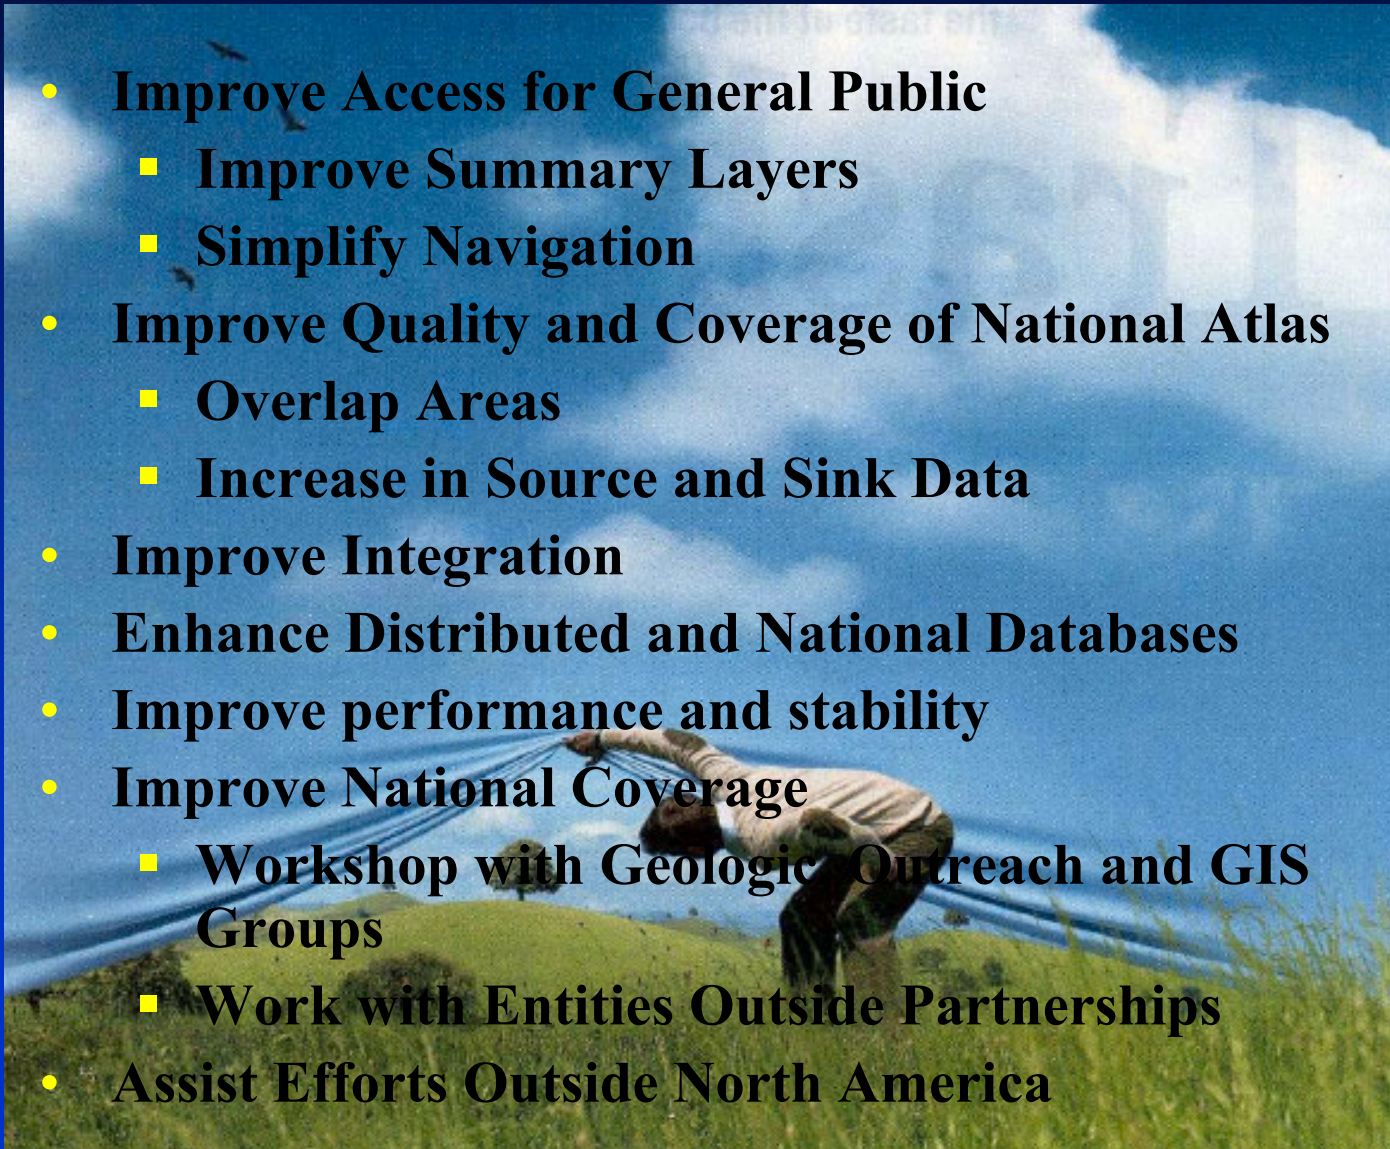 • Improve Access for General Public
▪ Improve Summary Layers
▪ Simplify Navigation
• Improve Quality and Coverage of National Atlas
▪ Overlap Areas
▪ Increase in Source and Sink Data
• Improve Integration
• Enhance Distributed and National Databases
• Improve performance and stability
• Improve National Coverage
▪ Workshop with Geologic, Outreach and GIS
Groups
▪ Work with Entities Outside Partnerships
• Assist Efforts Outside North America